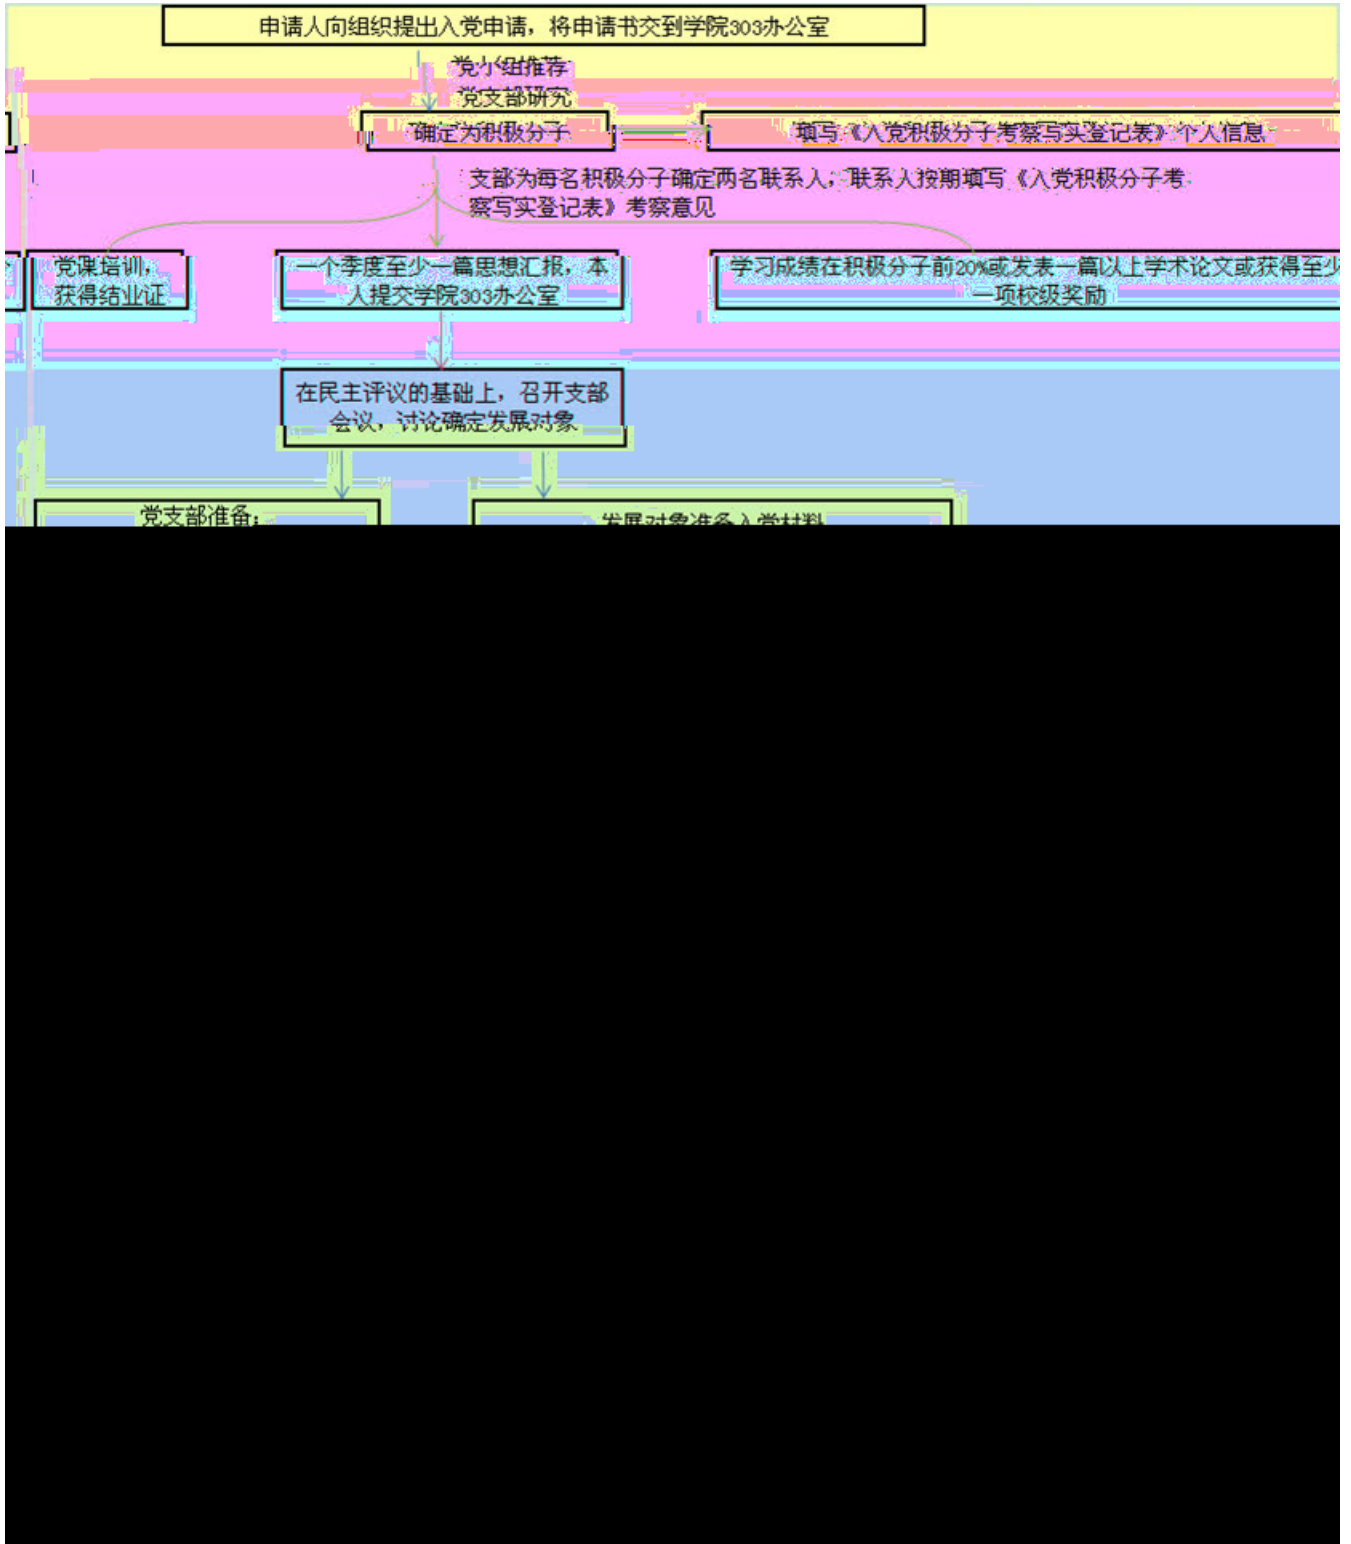 申请人向组织提出入党申请，将申请书交到学院303办公室
党小组推荐
党支部研究
确定为积极分子
填写《入党积极分子考察写实登记表》个人信息
支部为每名积极分子确定两名联系人，联系人按期填写《入党积极分子考
察写实登记表》考察意见
党课培训，
获得结业证
一个季度至少一篇思想汇报，本
人提交学院303办公室
学习成绩在积极分子前20%或发表一篇以上学术论文或获得至少
一项校级奖励
在民主评议的基础上，召开支部
会议，讨论确定发展对象
党支部准备：
发展对象准备入党材料